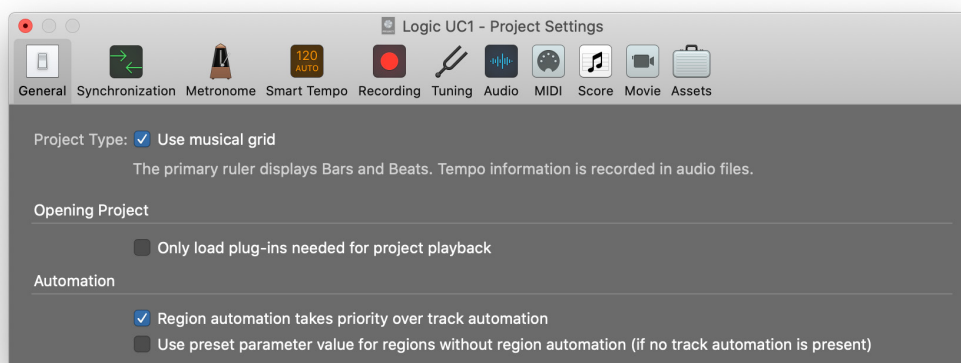 Logic UC1 - Project Settings
120
AUTO
General Synchronization Metronome Smart Tempo Recording Tuning Audio MIDI Score Movie Assets
Project Type: Use musical grid
The primary ruler displays Bars and Beats. Tempo information is recorded in audio files.
Opening Project
Only load plug-ins needed for project playback
Automation
Region automation takes priority over track automation
Use preset parameter value for regions without region automation (if no track automation is present)